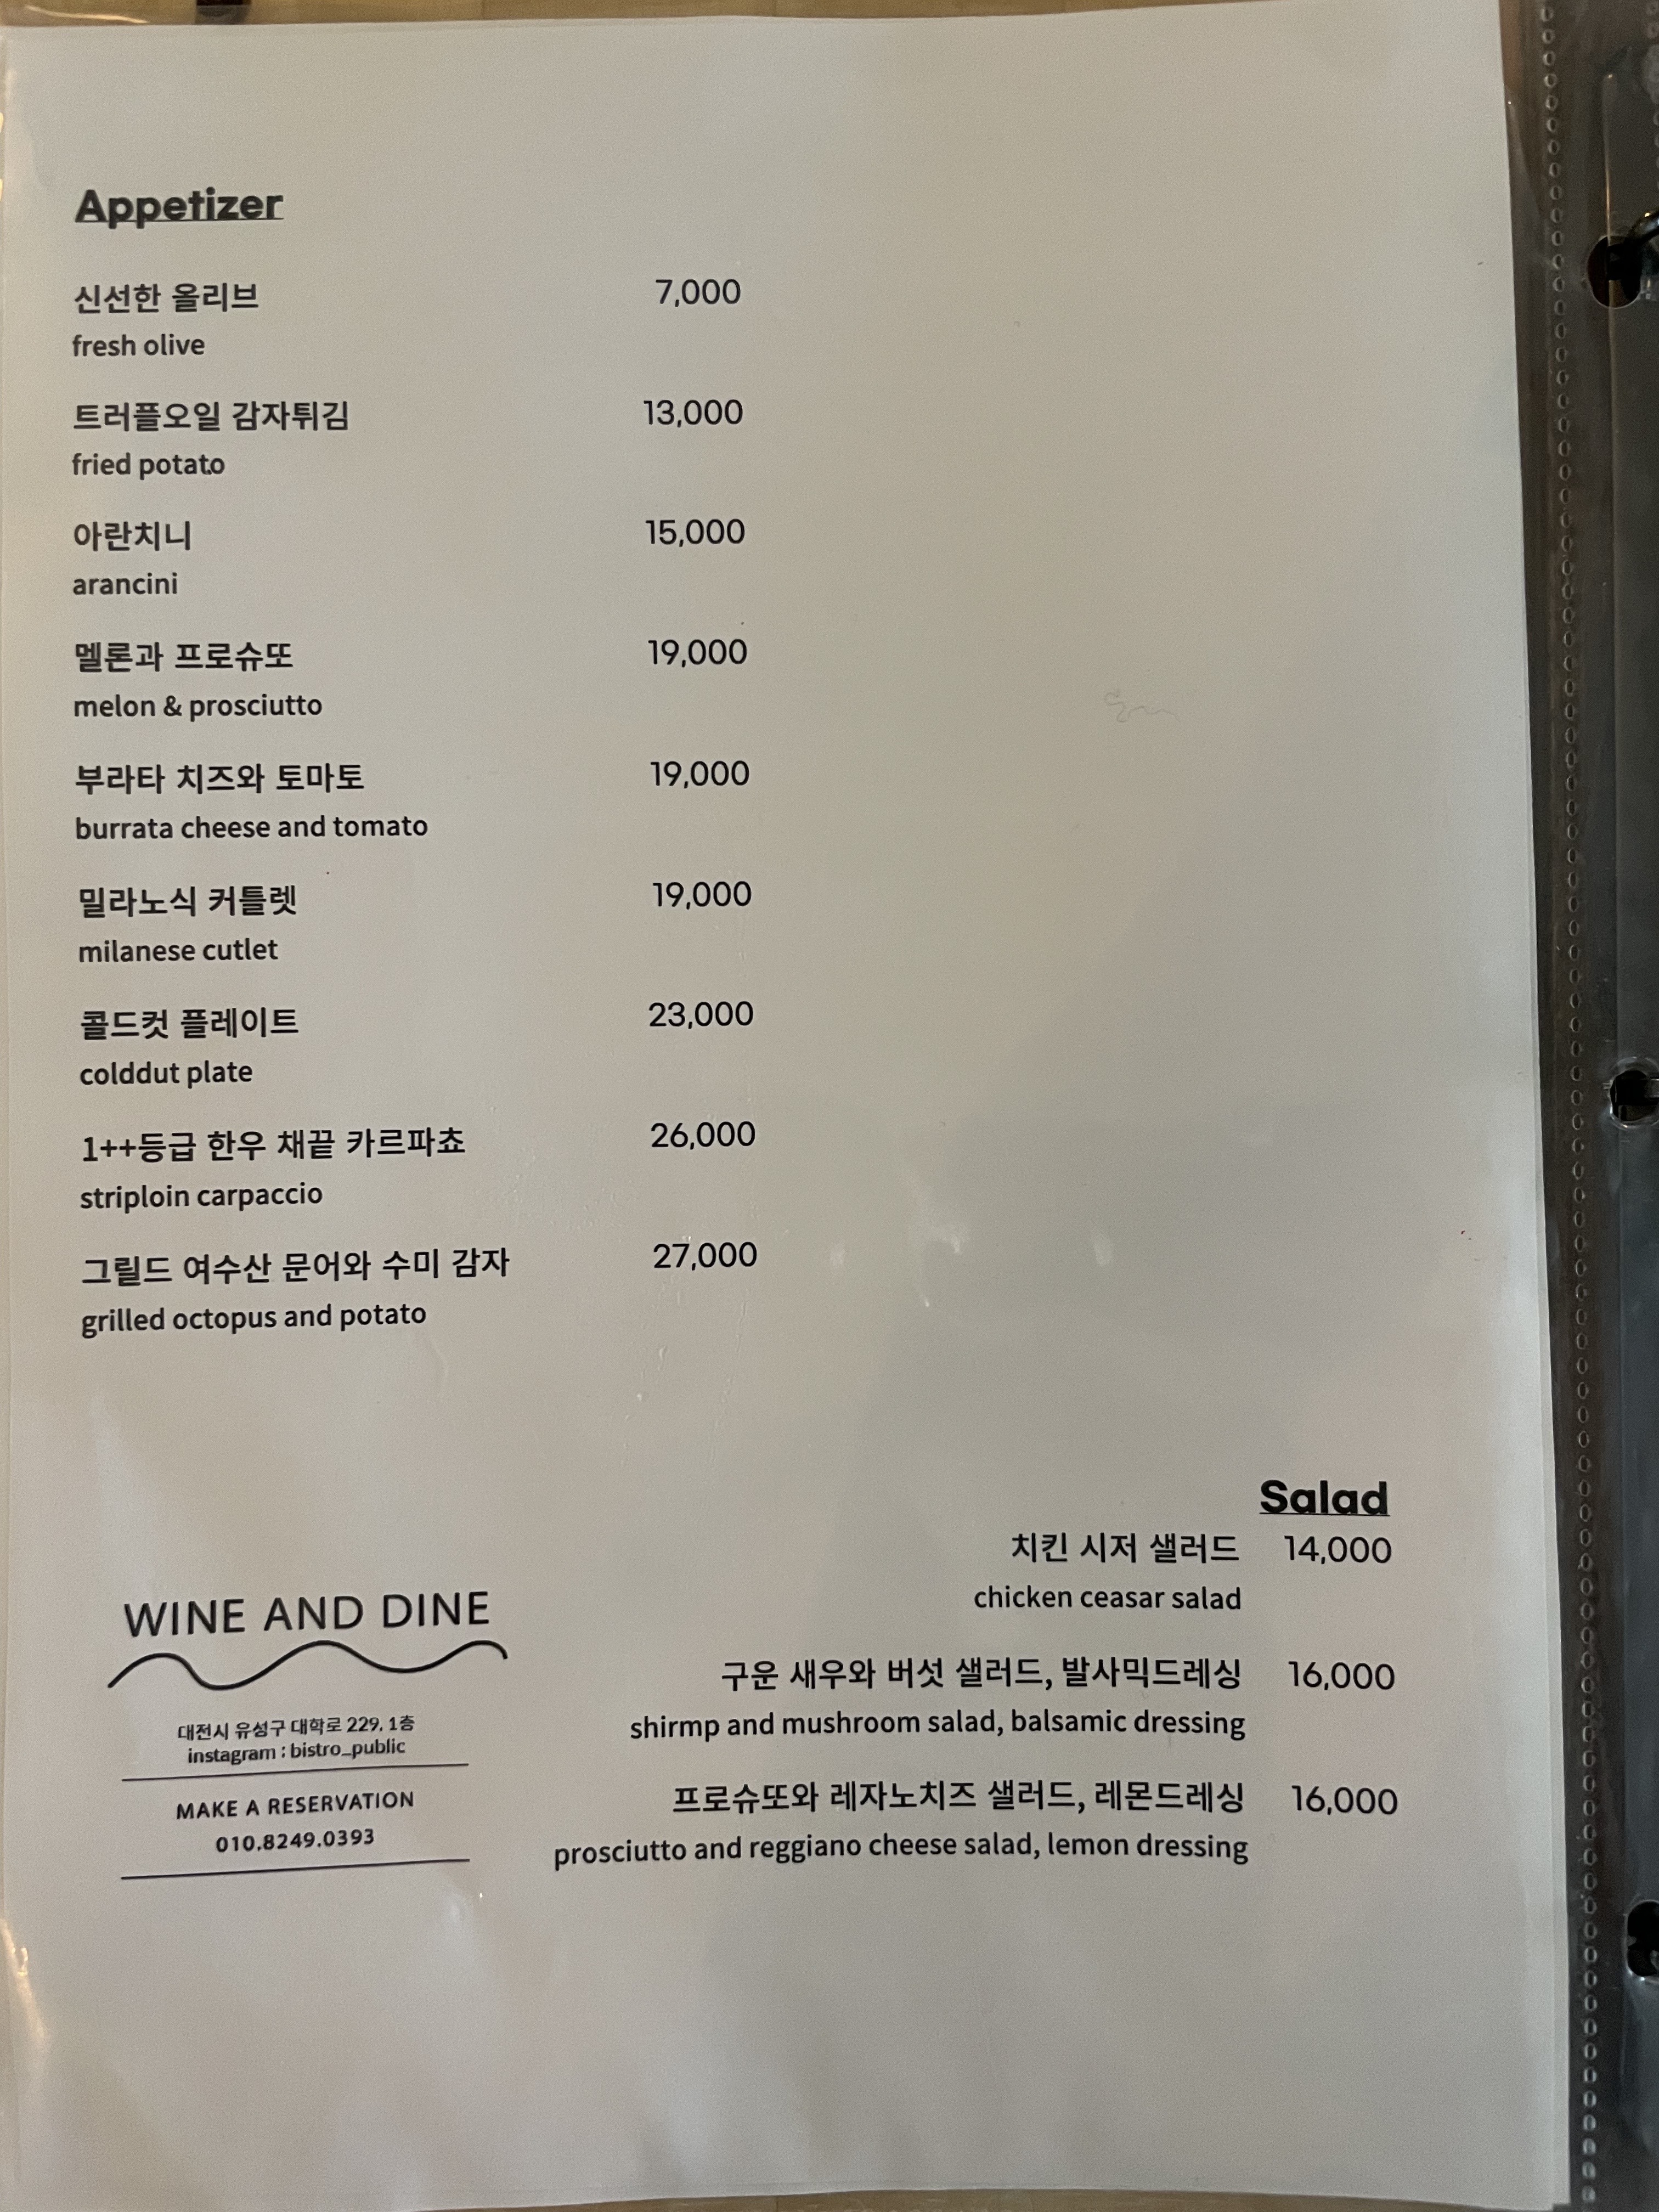 Appetizer
신선한 올리브 7,000
fresh olive
트러플오일 감자튀김 13,000
fried potato
아란치니 15,000
arancini
멜론과 프로슈또 19,000
melon & prosciutto
부라타 치즈와 토마토 19,000
burrata cheese and tomato
밀라노식 커틀렛 19,000
milanese cutlet
콜드컷 플레이트 23,000
colddut plate
1++등급 한우 채끝 카르파쵸 26,000
striploin carpaccio
그릴드 여수산 문어와 수미 감자 27,000
grilled octopus and potato
Salad
치킨 시저 샐러드 14,000
chicken ceasar salad
구운 새우와 버섯 샐러드, 발사믹드레싱 16,000
shirmp and mushroom salad, balsamic dressing
프로슈또와 레자노치즈 샐러드, 레몬드레싱 16,000
prosciutto and reggiano cheese salad, lemon dressing
WINE AND DINE
대전시 유성구 대학로 229, 1층
instagram : bistro_public
MAKE A RESERVATION
010.8249.0393